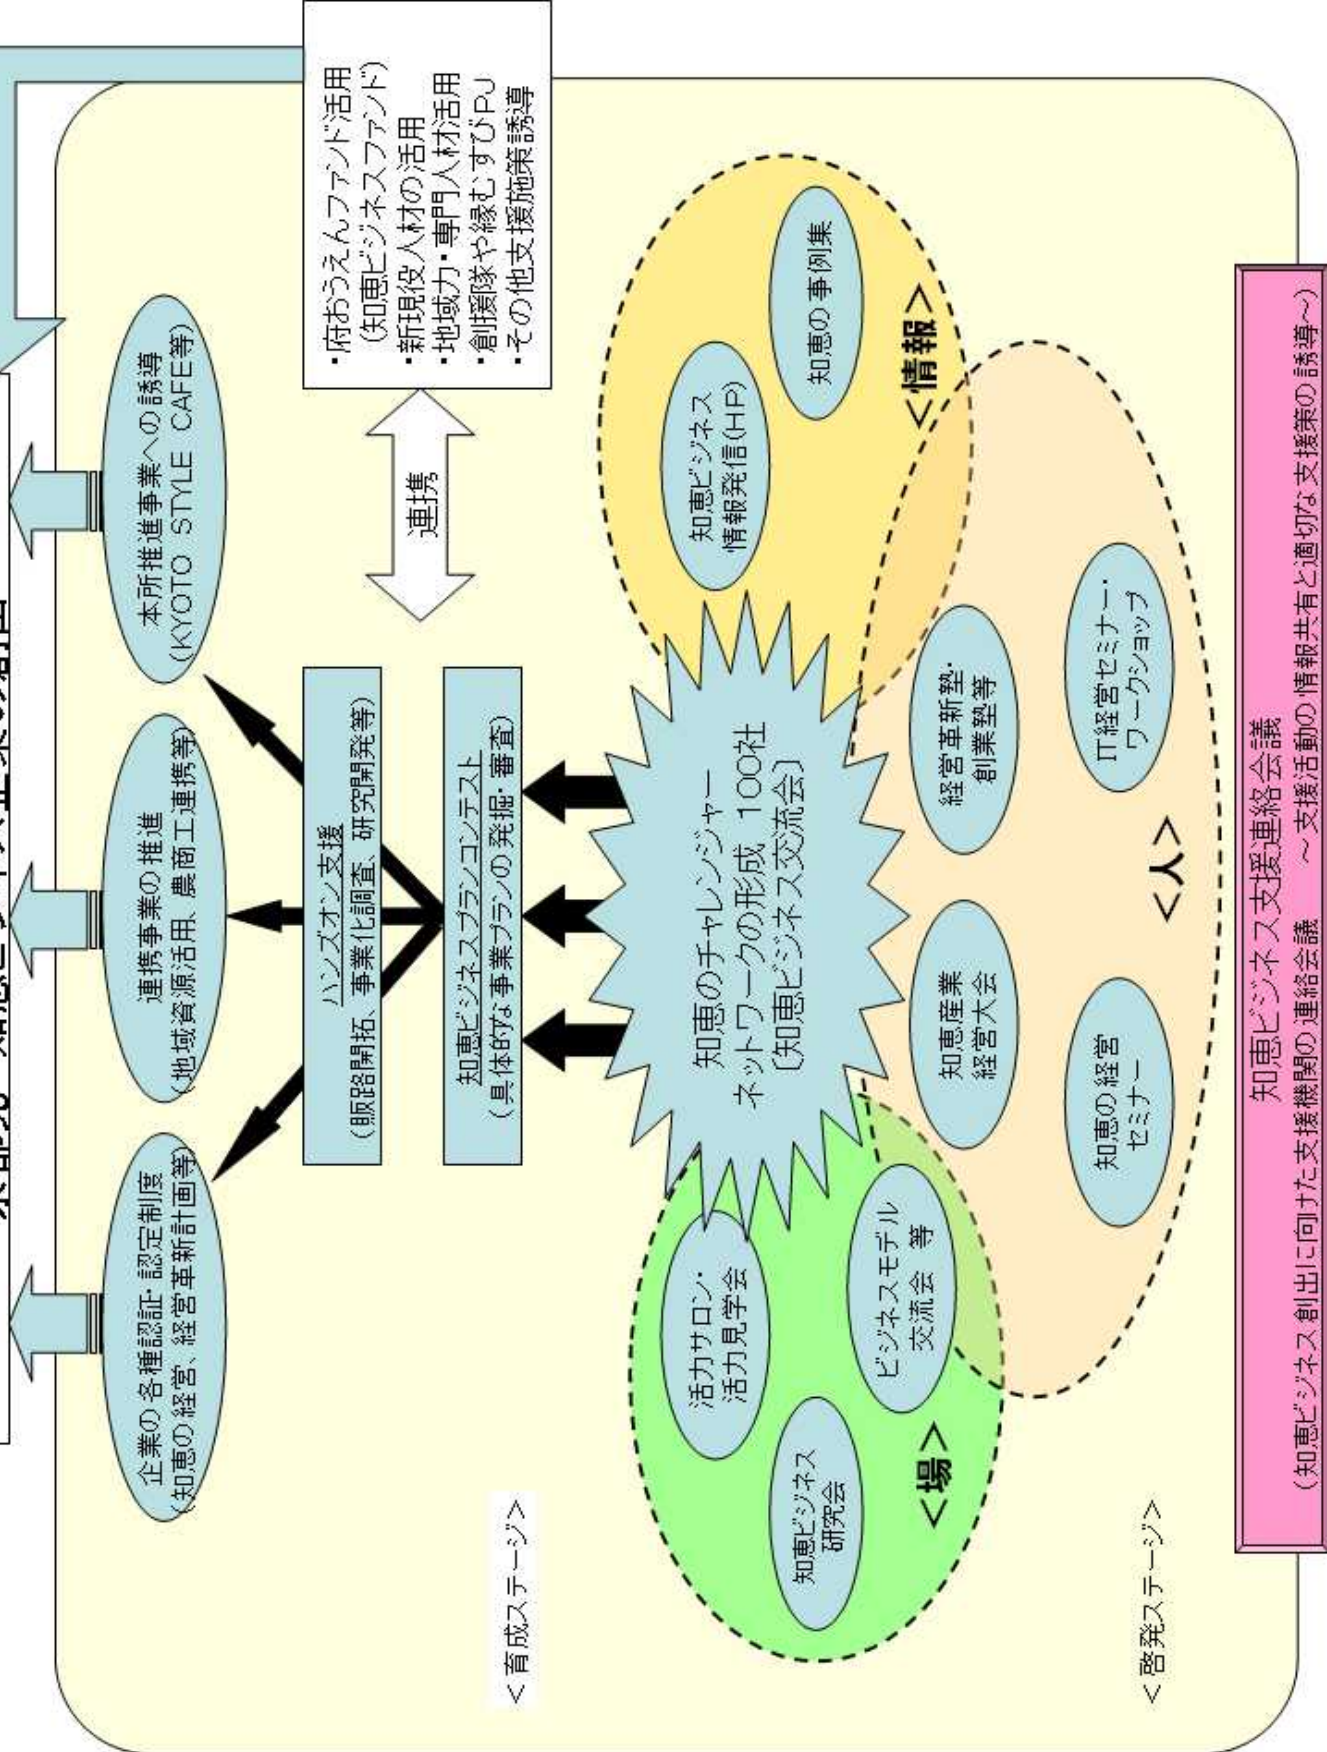 企業の各種認証・認定制度
(知恵の経営、経営革新計画等)
連携事業の推進
(地域資源活用、農商工連携等)
本所推進事業への誘導
(KYOTO STYLE CAFE等)
ハンズオン支援
(販路開拓、事業化調査、研究開発等)
連携
・府おうえんファンド活用
(知恵ビジネスファンド)
・新現役人材の活用
・地域力・専門人材活用
・創援隊や縁むすびPJ
・その他支援施策誘導
知恵ビジネスプランコンテスト
(具体的な事業プランの発掘・審査)
<育成ステージ>
知恵のチャレンジャー
ネットワークの形成 100社
〔知恵ビジネス交流会〕
活力サロン・
活力見学会
知恵ビジネス
研究会
ビジネスモデル
交流会 等
<場>
知恵ビジネス
情報発信(HP)
知恵の事例集
<情報>
知恵産業
経営大会
経営革新塾・
創業塾等
知恵の経営
セミナー
IT経営セミナー・
ワークショップ
<人>
<啓発ステージ>
知恵ビジネス支援連絡会議
(知恵ビジネス創出に向けた支援機関の連絡会議 ~支援活動の情報共有と適切な支援策の誘導~)